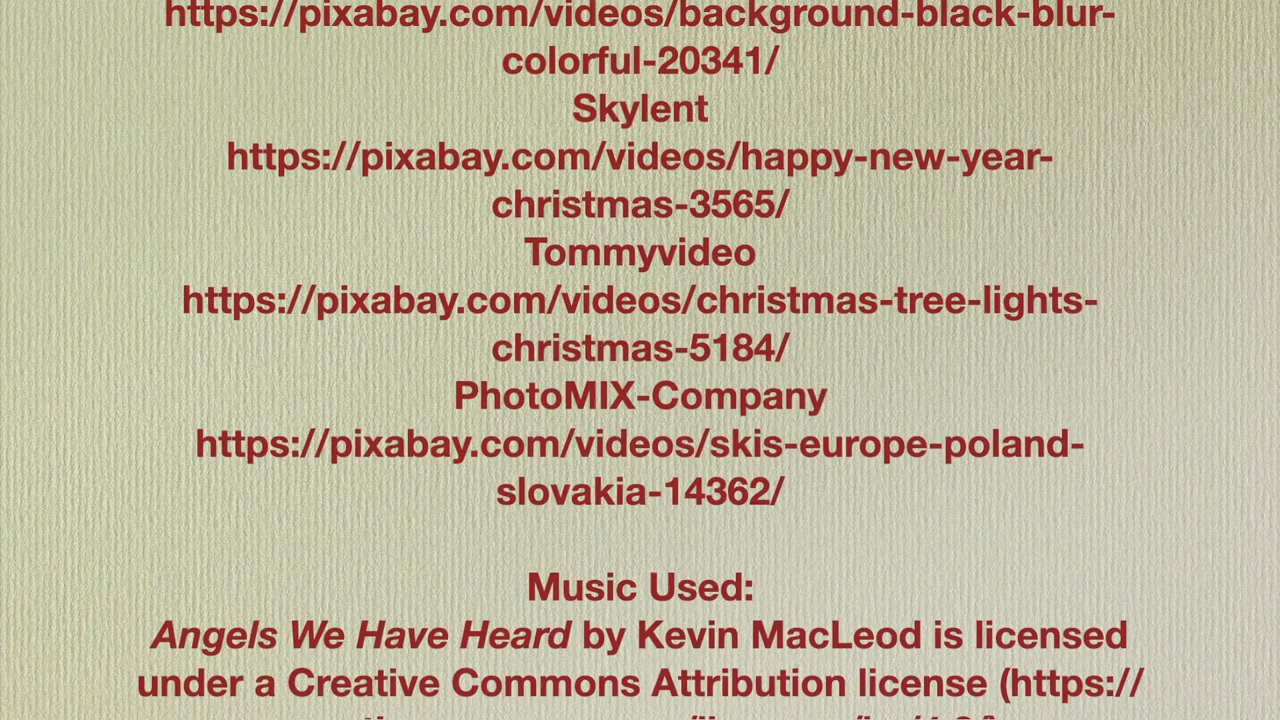 https://pixabay.com/videos/background-black-blur-
colorful-20341/
Skylent
https://pixabay.com/videos/happy-new-year-
christmas-3565/
Tommyvideo
https://pixabay.com/videos/christmas-tree-lights-
christmas-5184/
PhotoMIX-Company
https://pixabay.com/videos/skis-europe-poland-
slovakia-14362/
Music Used:
Angels We Have Heard by Kevin MacLeod is licensed
under a Creative Commons Attribution license (https://